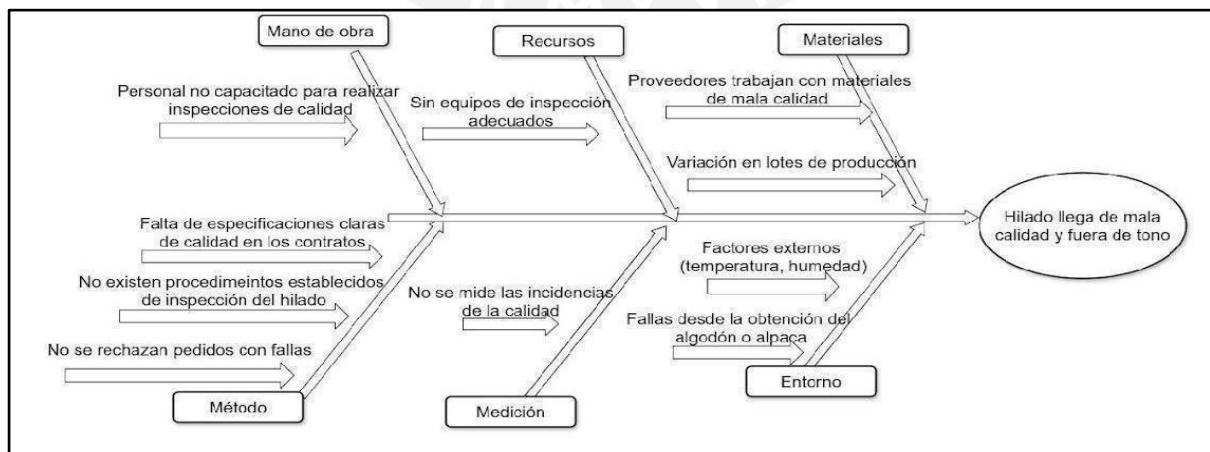 Mano de obra
Recursos
Materiales
Personal no capacitado para realizar
inspecciones de calidad
Sin equipos de inspección
adecuados
Proveedores trabajan con materiales
de mala calidad
Variación en lotes de producción
Hilado llega de mala
calidad y fuera de tono
Falta de especificaciones claras
de calidad en los contratos
No existen procedimeintos establecidos
de inspección del hilado
No se rechazan pedidos con fallas
No se mide las incidencias
de la calidad
Factores externos
(temperatura, humedad)
Fallas desde la obtención del
algodón o alpaca
Método
Medición
Entorno